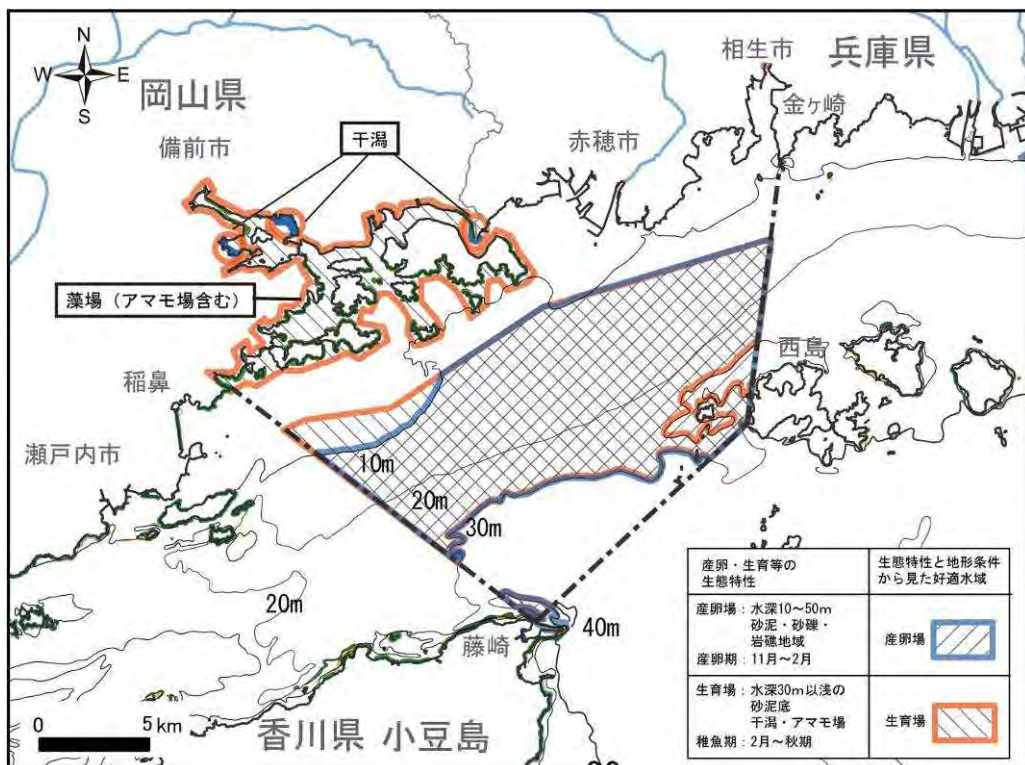 N
W
E
S
岡山県
備前市
干潟
相生市
兵庫県
金ヶ崎
赤穂市
藻場（アマモ場含む）
西島
稲鼻
瀬戸内市
10m
20m
30m
20m
40m
藤崎
香川県 小豆島
0
5km
産卵・生育等の
生態特性
生態特性と地形条件
から見た好適水域
産卵場：水深10～50m
砂泥・砂礫・
岩礁地域
産卵期：11月～2月
産卵場
生育場：水深30m以浅の
砂泥底
干潟・アマモ場
稚魚期：2月～秋期
生育場